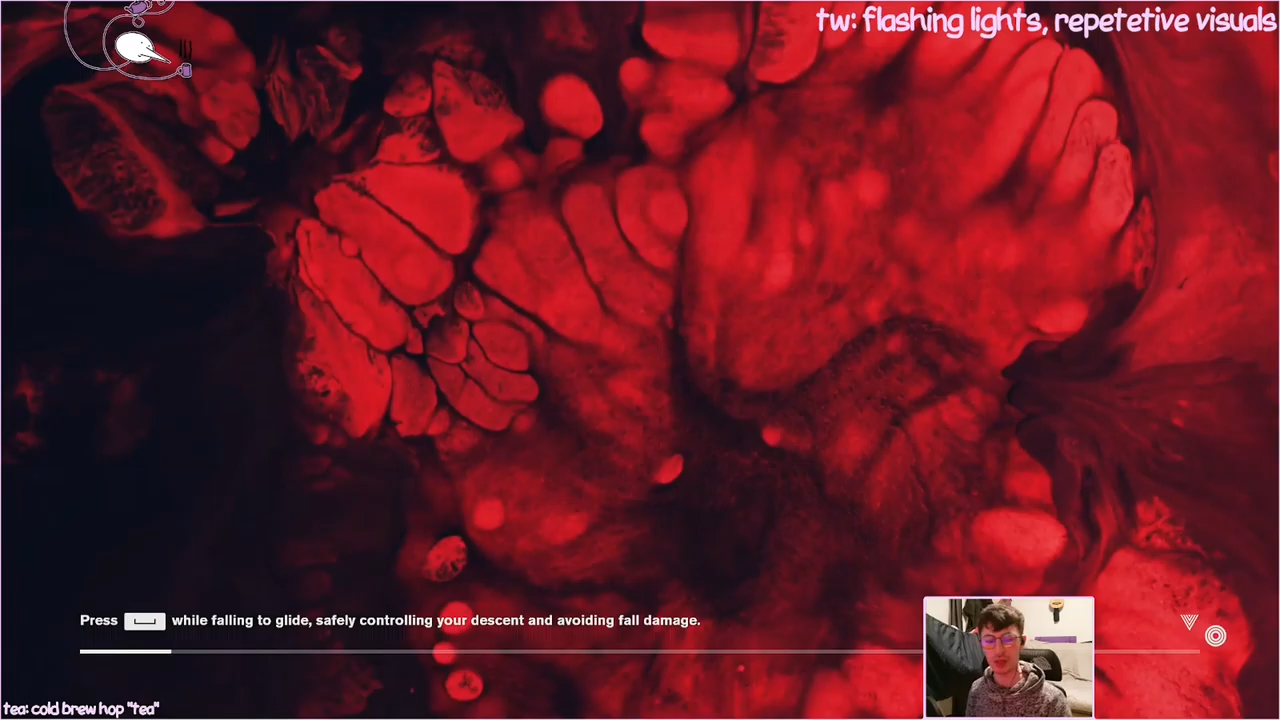 tw: flashing lights, repetetive visuals
Press while falling to glide, safely controlling your descent and avoiding fall damage.
tea: cold brew hop "tea"